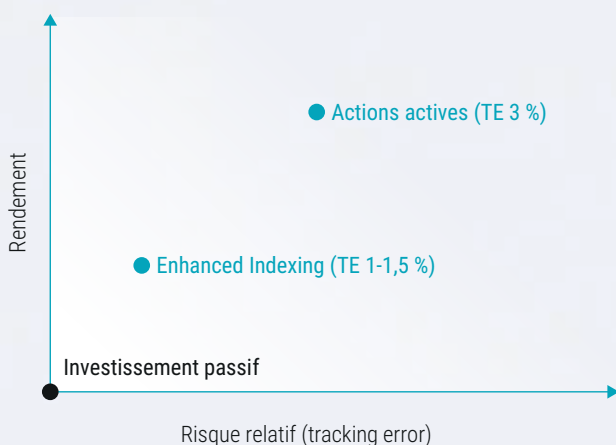 Rendement
Actions actives (TE 3 %)
Enhanced Indexing (TE 1-1,5 %)
Investissement passif
Risque relatif (tracking error)